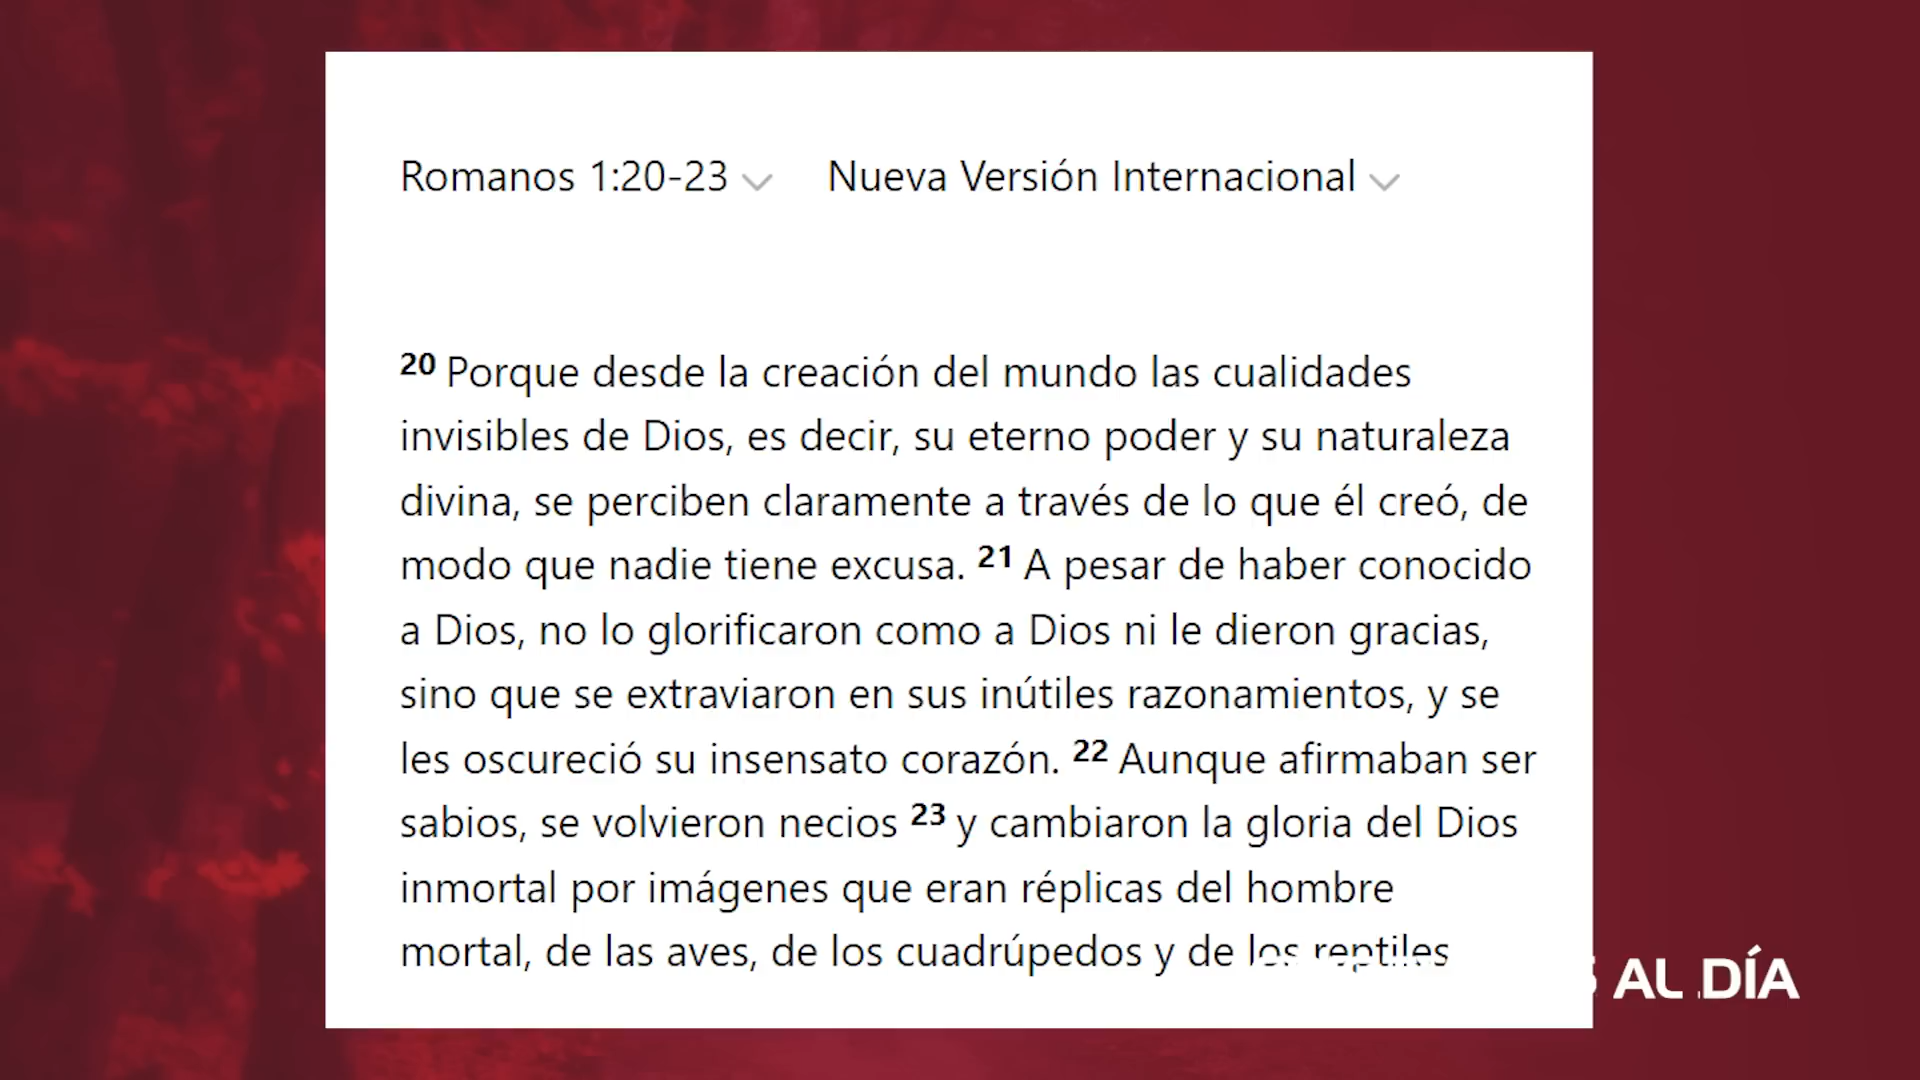 Romanos 1:20-23 Nueva Versión Internacional
20 Porque desde la creación del mundo las cualidades
invisibles de Dios, es decir, su eterno poder y su naturaleza
divina, se perciben claramente a través de lo que él creó, de
modo que nadie tiene excusa. 21 A pesar de haber conocido
a Dios, no lo glorificaron como a Dios ni le dieron gracias,
sino que se extraviaron en sus inútiles razonamientos, y se
les oscureció su insensato corazón. 22 Aunque afirmaban ser
sabios, se volvieron necios 23 y cambiaron la gloria del Dios
inmortal por imágenes que eran réplicas del hombre
mortal, de las aves, de los cuadrúpedos y de los reptiles
AL DÍA